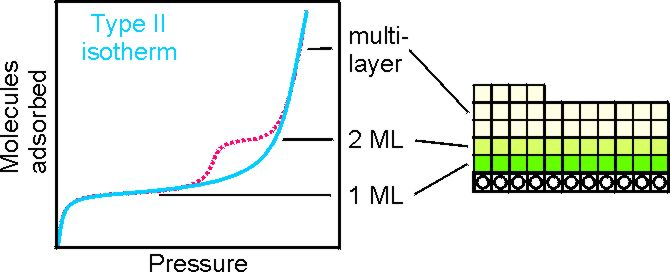 Type II
isotherm
Molecules
adsorbed
Pressure
multi-
layer
2 ML
1 ML